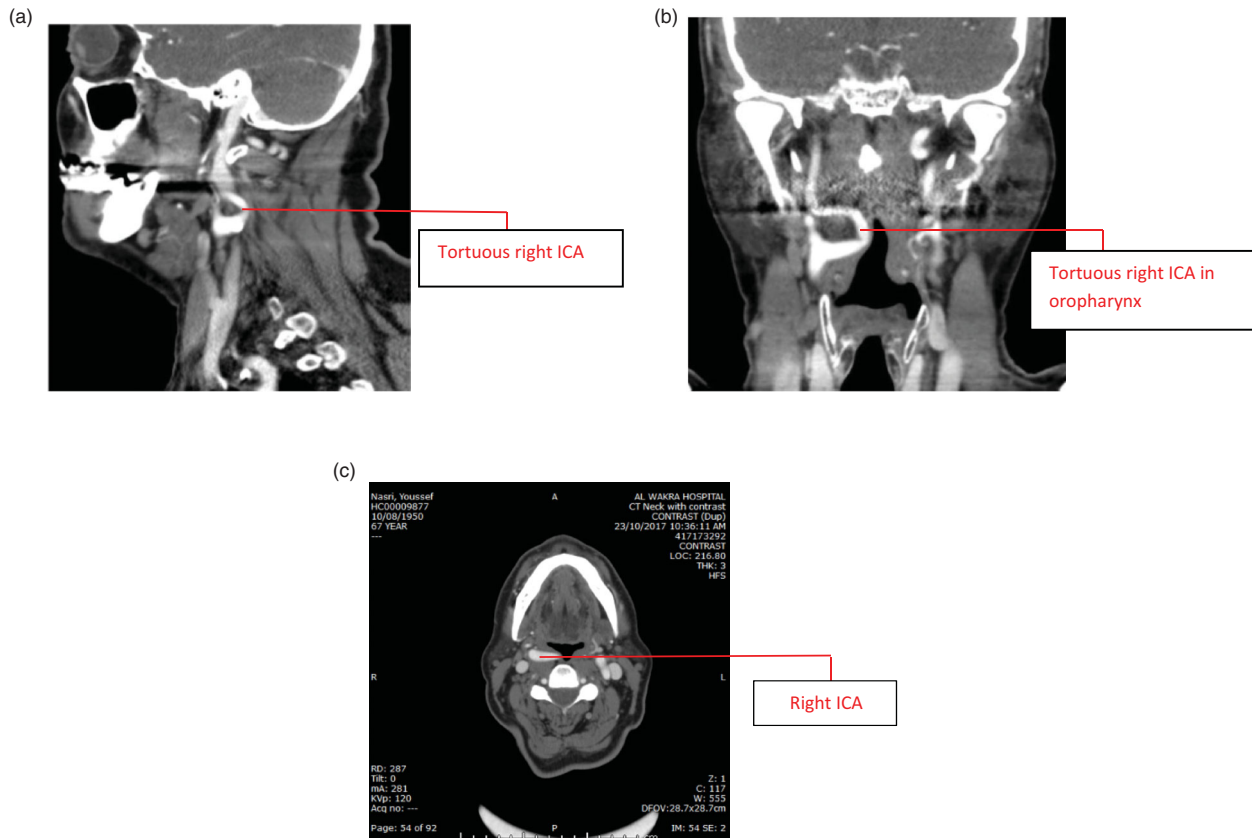 (a)
Tortuous right ICA
(b)
Tortuous right ICA in
oropharynx
(c)
Nasri, Youssef
HC00009877
10/08/1950
67 YEAR
---
A
AL WAKRA HOSPITAL
CT Neck with contrast
CONTRAST (Dup)
23/10/2017 10:36:11 AM
417173292
CONTRAST
LOC: 216.80
THK: 3
HFS
R
L
Right ICA
RD: 287
Tilt: 0
mA: 281
KVp: 120
Acq no: ---
Page: 54 of 92
P
cm
Z: 1
C: 117
W: 555
DFOV:28.7x28.7cm
IM: 54 SE: 2